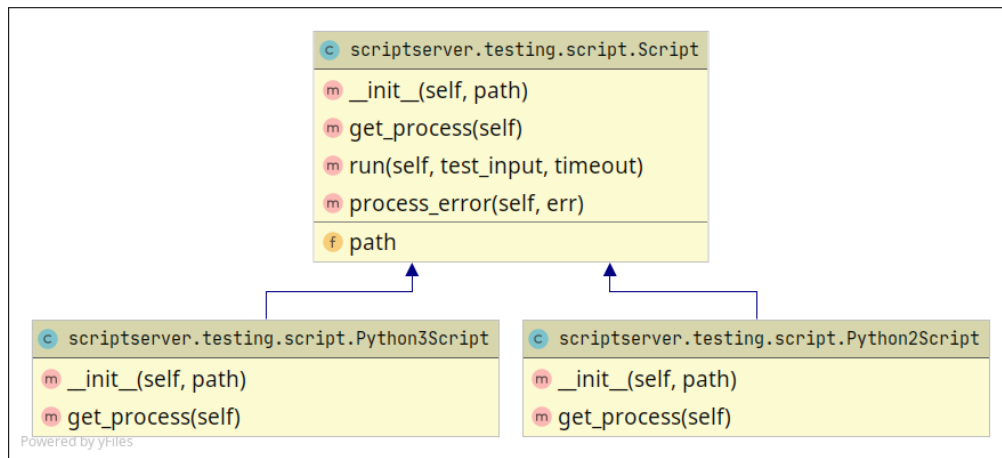 c scriptserver.testing.script.Script
m __init__(self, path)
m get_process(self)
m run(self, test_input, timeout)
m process_error(self, err)
f path
c scriptserver.testing.script.Python3Script
m __init__(self, path)
m get_process(self)
c scriptserver.testing.script.Python2Script
m __init__(self, path)
m get_process(self)
Powered by yFiles